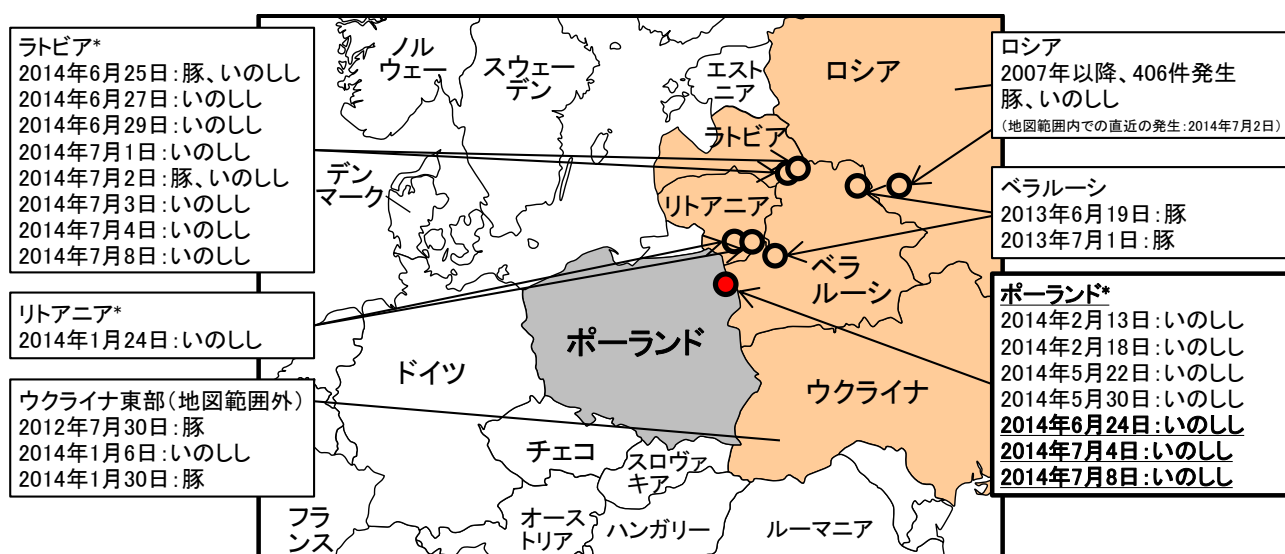 ラトビア*
2014年6月25日：豚、いのしし
2014年6月27日：いのしし
2014年6月29日：いのしし
2014年7月1日：いのしし
2014年7月2日：豚、いのしし
2014年7月3日：いのしし
2014年7月4日：いのしし
2014年7月8日：いのしし
リトアニア*
2014年1月24日：いのしし
ウクライナ東部（地図範囲外）
2012年7月30日：豚
2014年1月6日：いのしし
2014年1月30日：豚
ノル
ウェー
スウェー
デン
エスト
ニア
ロシア
ラトビア
デン
マーク
リトアニア
ベラ
ルーシ
ポーランド
ドイツ
ウクライナ
チェコ
スロヴァ
キア
フラ
ンス
オース
トリア
ハンガリー
ルーマニア
ロシア
2007年以降、406件発生
豚、いのしし
（地図範囲内での直近の発生：2014年7月2日）
ベラルーシ
2013年6月19日：豚
2013年7月1日：豚
ポーランド*
2014年2月13日：いのしし
2014年2月18日：いのしし
2014年5月22日：いのしし
2014年5月30日：いのしし
2014年6月24日：いのしし
2014年7月4日：いのしし
2014年7月8日：いのしし